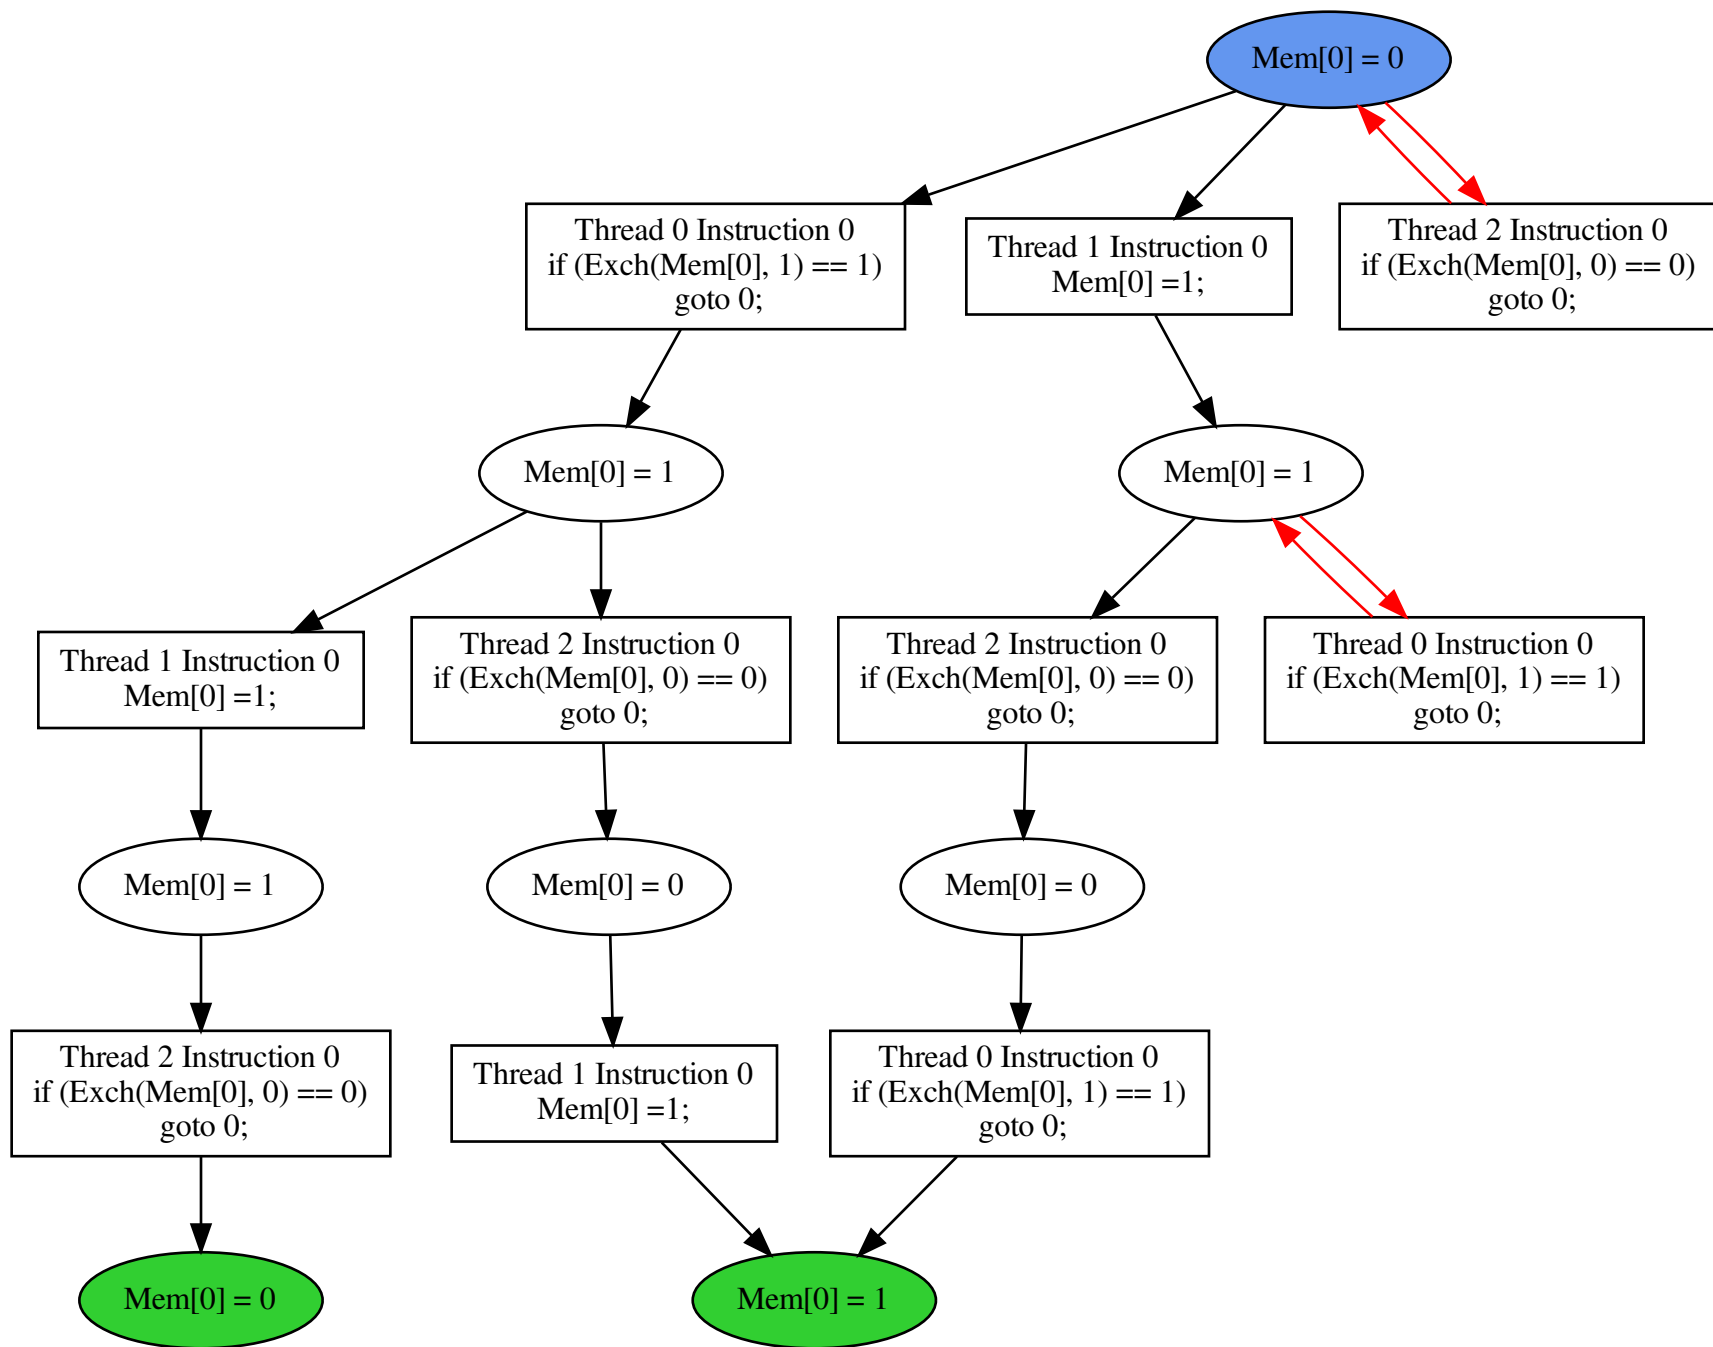 Mem[0] = 0
Thread 0 Instruction 0
if (Exch(Mem[0], 1) == 1)
goto 0;
Thread 1 Instruction 0
Mem[0] =1;
Thread 2 Instruction 0
if (Exch(Mem[0], 0) == 0)
goto 0;
Mem[0] = 1
Mem[0] = 1
Thread 1 Instruction 0
Mem[0] =1;
Thread 2 Instruction 0
if (Exch(Mem[0], 0) == 0)
goto 0;
Thread 2 Instruction 0
if (Exch(Mem[0], 0) == 0)
goto 0;
Thread 0 Instruction 0
if (Exch(Mem[0], 1) == 1)
goto 0;
Mem[0] = 1
Mem[0] = 0
Mem[0] = 0
Thread 2 Instruction 0
if (Exch(Mem[0], 0) == 0)
goto 0;
Thread 1 Instruction 0
Mem[0] =1;
Thread 0 Instruction 0
if (Exch(Mem[0], 1) == 1)
goto 0;
Mem[0] = 0
Mem[0] = 1